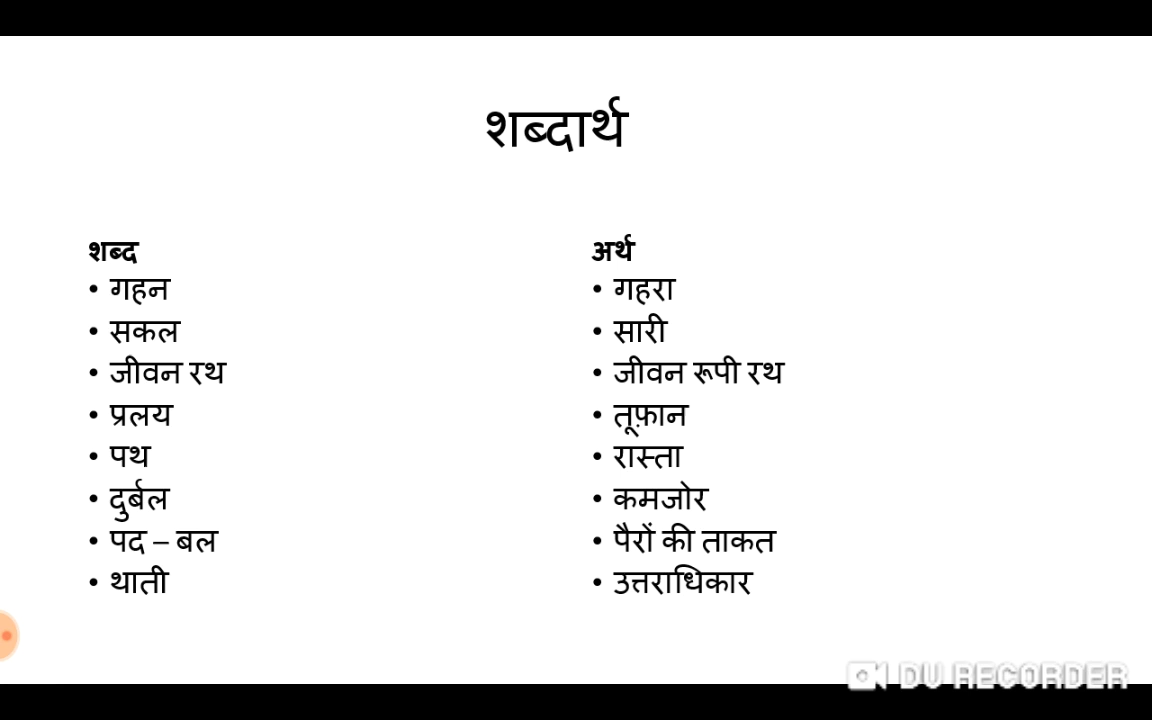 शब्दार्थ
शब्द
• गहन
• सकल
• जीवन रथ
• प्रलय
• पथ
• दुर्बल
• पद – बल
• थाती
अर्थ
• गहरा
• सारी
• जीवन रूपी रथ
• तूफ़ान
• रास्ता
• कमजोर
• पैरों की ताकत
• उत्तराधिकार
DU RECORDER